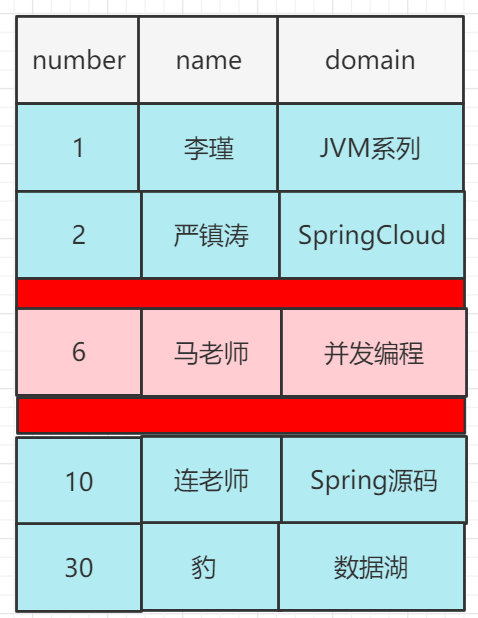 number name domain
1 李瑾 JVM系列
2 严镇涛 SpringCloud
6 马老师 并发编程
10 连老师 Spring源码
30 豹 数据湖